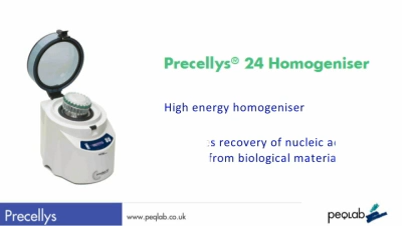 Precellys® 24 Homogeniser
High energy homogeniser
recovery of nucleic
from biological
Precellys
www.peqlab.co.uk
peqlab